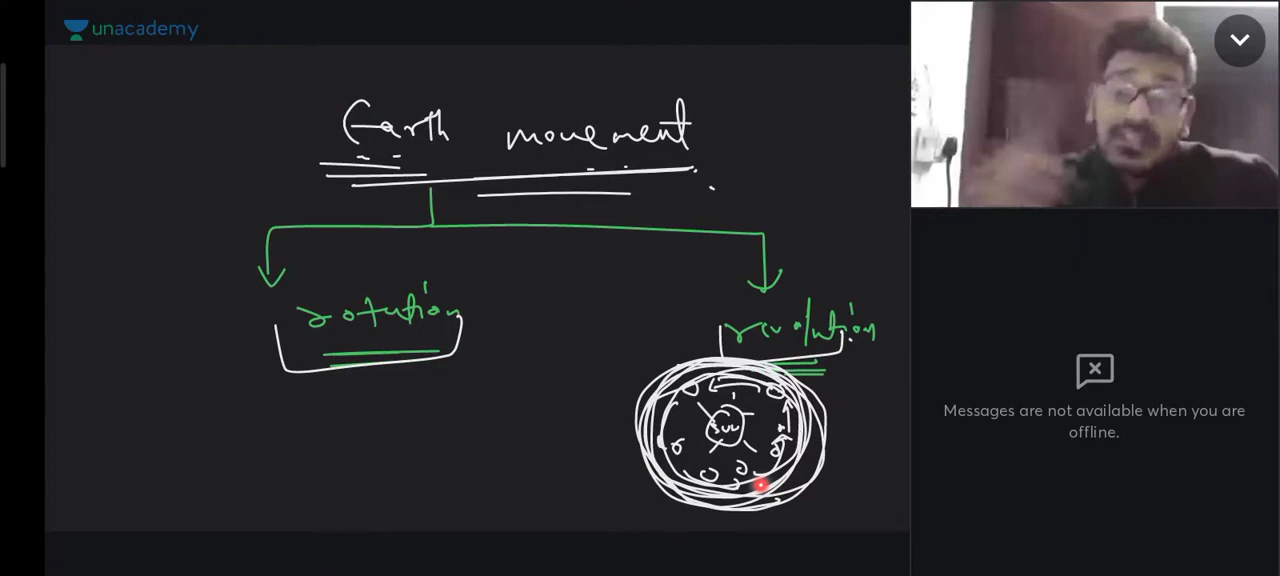 unacademy
Earth movement
rotation
revolution
sun
Messages are not available when you are
offline.